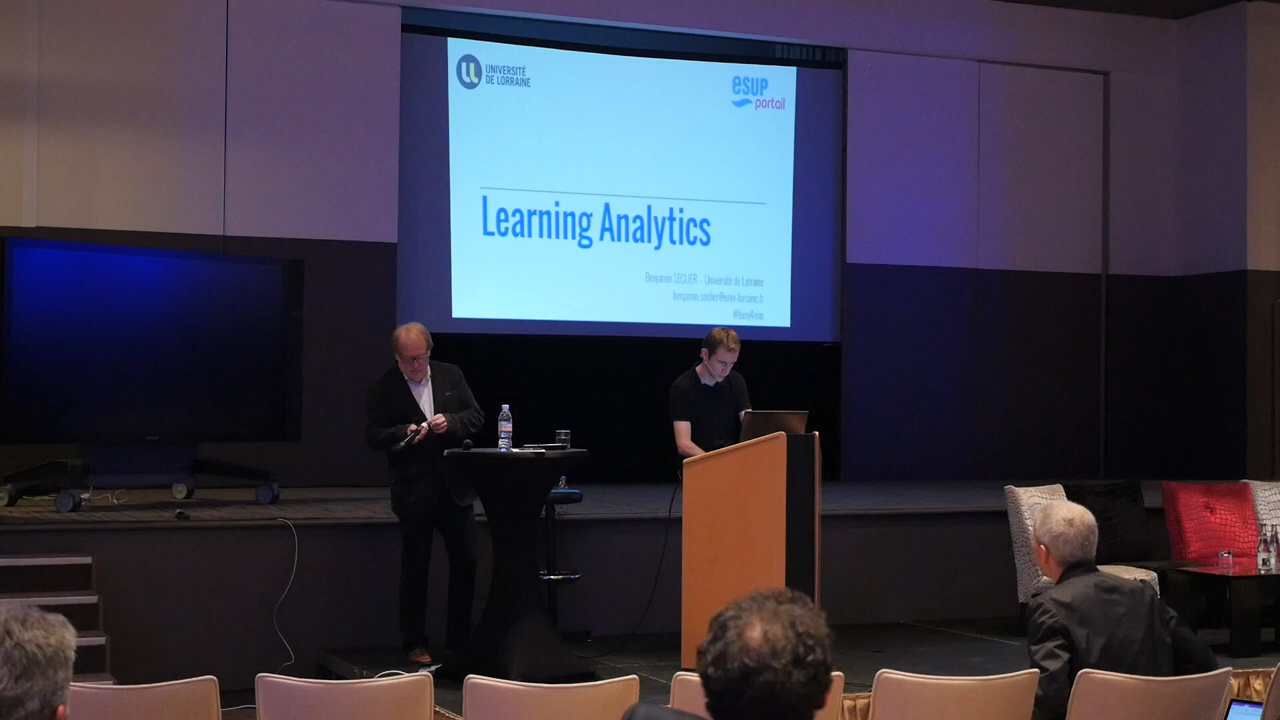 UNIVERSITÉ
DE LORRAINE
esup
portail
Learning Analytics
Benjamin SECLIER - Université de Lorraine
benjamin.seclier@univ-lorraine.fr